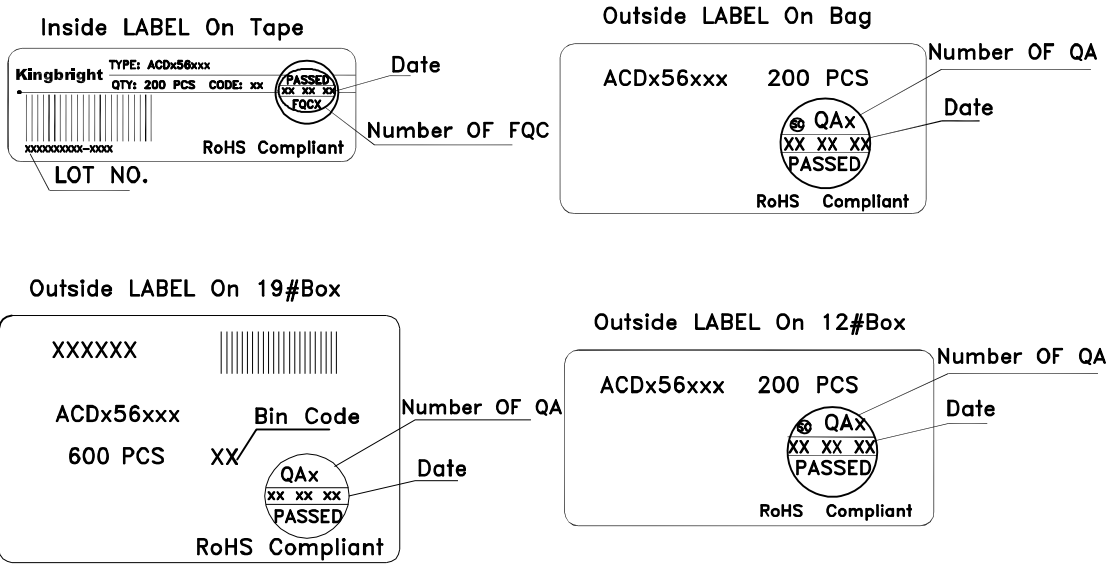 Inside LABEL On Tape
Kingbright
TYPE: ACDx56xxx
QTY: 200 PCS CODE: xx
PASSED
XX XX XX
FQCX
Date
Number OF FQC
xxxxxxxxxx-xxxx
RoHS Compliant
LOT NO.
Outside LABEL On Bag
ACDx56xxx 200 PCS
Number OF QA
Date
SC QAx
XX XX XX
PASSED
RoHS Compliant
Outside LABEL On 19#Box
XXXXXX
ACDx56xxx
Bin Code
600 PCS XX
Number OF QA
Date
QAx
XX XX XX
PASSED
RoHS Compliant
Outside LABEL On 12#Box
ACDx56xxx 200 PCS
Number OF QA
Date
QAx
XX XX XX
PASSED
RoHS Compliant